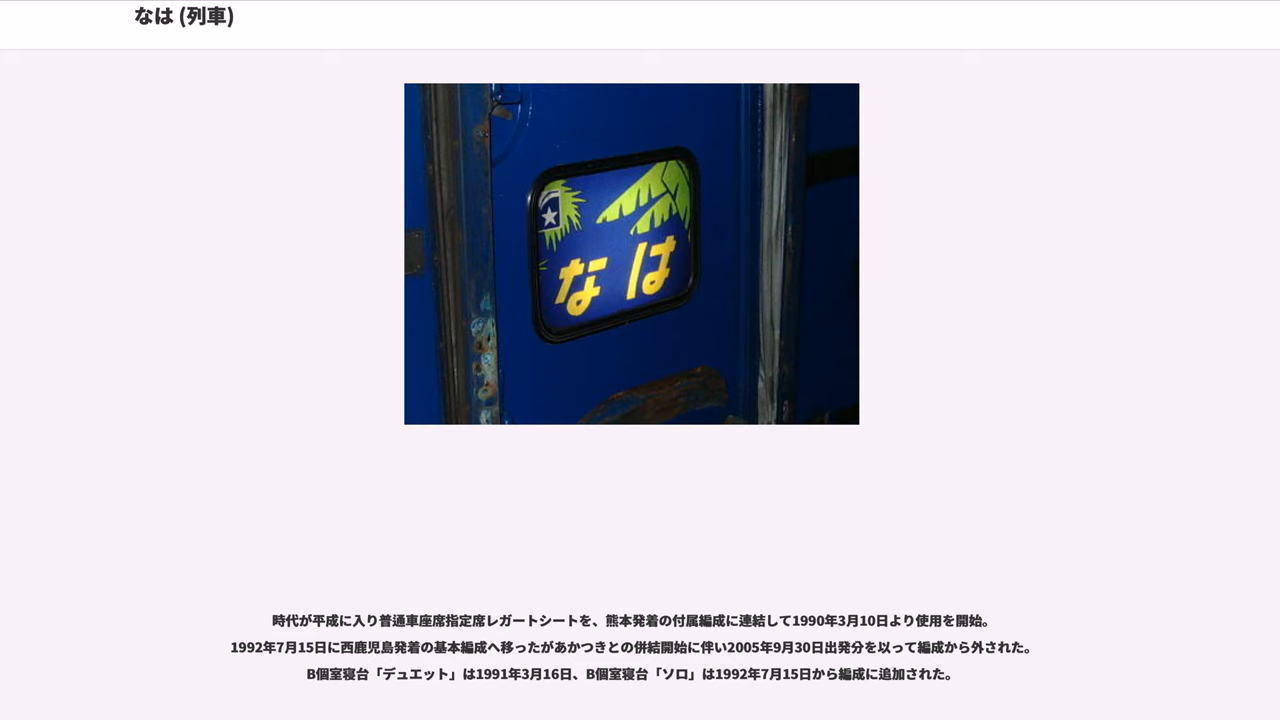 なは (列車)
なは
時代が平成に入り普通車座席指定席レガートシートを、熊本発着の付属編成に連結して1990年3月10日より使用を開始。
1992年7月15日に西鹿児島発着の基本編成へ移ったがあかつきとの併結開始に伴い2005年9月30日出発分を以って編成から外された。
B個室寝台「デュエット」は1991年3月16日、B個室寝台「ソロ」は1992年7月15日から編成に追加された。